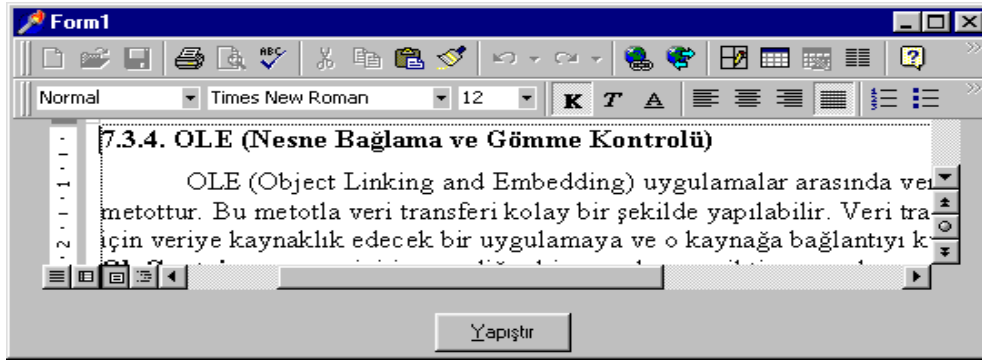 Form1
ABC
Normal Times New Roman 12 K T A
7.3.4. OLE (Nesne Bağlama ve Gömme Kontrolü)
OLE (Object Linking and Embedding) uygulamalar arasında ver
metottur. Bu metotla veri transferi kolay bir şekilde yapılabilir. Veri tra
için veriye kaynaklık edecek bir uygulamaya ve o kaynağa bağlantıyı k
Yapıştır